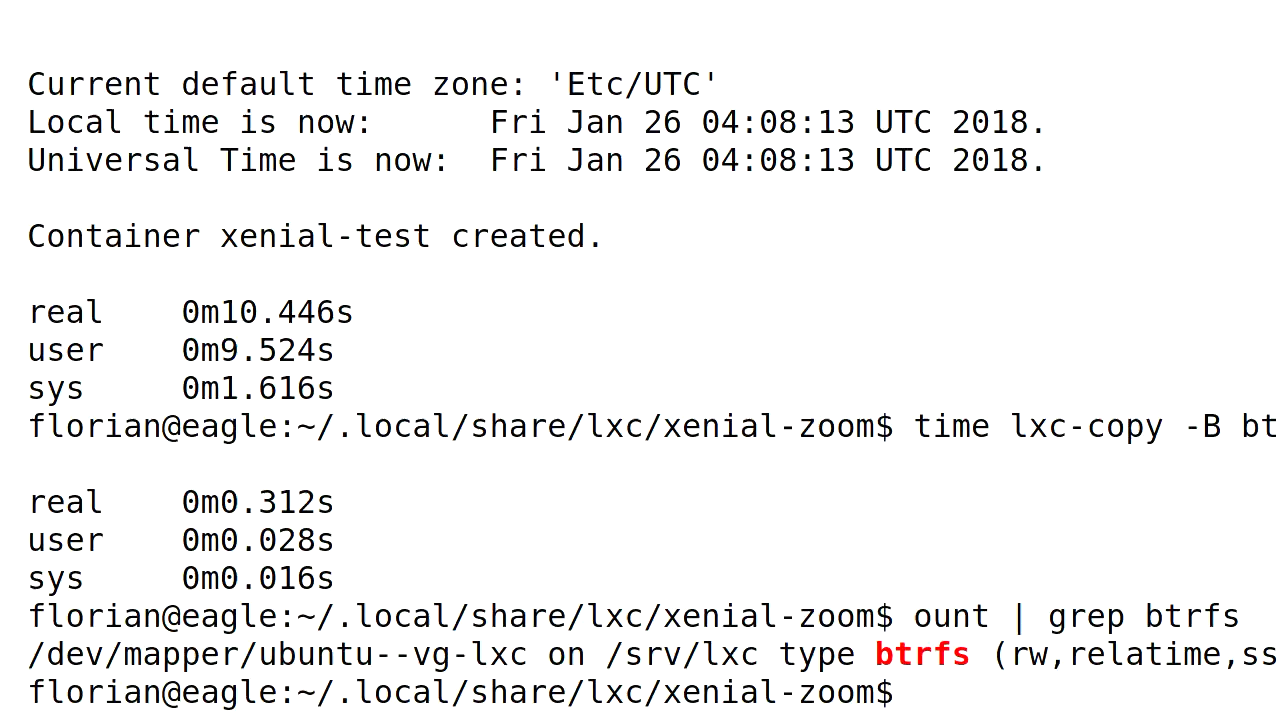 Current default time zone: 'Etc/UTC'
Local time is now:      Fri Jan 26 04:08:13 UTC 2018.
Universal Time is now:  Fri Jan 26 04:08:13 UTC 2018.
Container xenial-test created.
real    0m10.446s
user    0m9.524s
sys     0m1.616s
florian@eagle:~/.local/share/lxc/xenial-zoom$ time lxc-copy -B bt
real    0m0.312s
user    0m0.028s
sys     0m0.016s
florian@eagle:~/.local/share/lxc/xenial-zoom$ ount | grep btrfs
/dev/mapper/ubuntu--vg-lxc on /srv/lxc type btrfs (rw,relatime,ss
florian@eagle:~/.local/share/lxc/xenial-zoom$